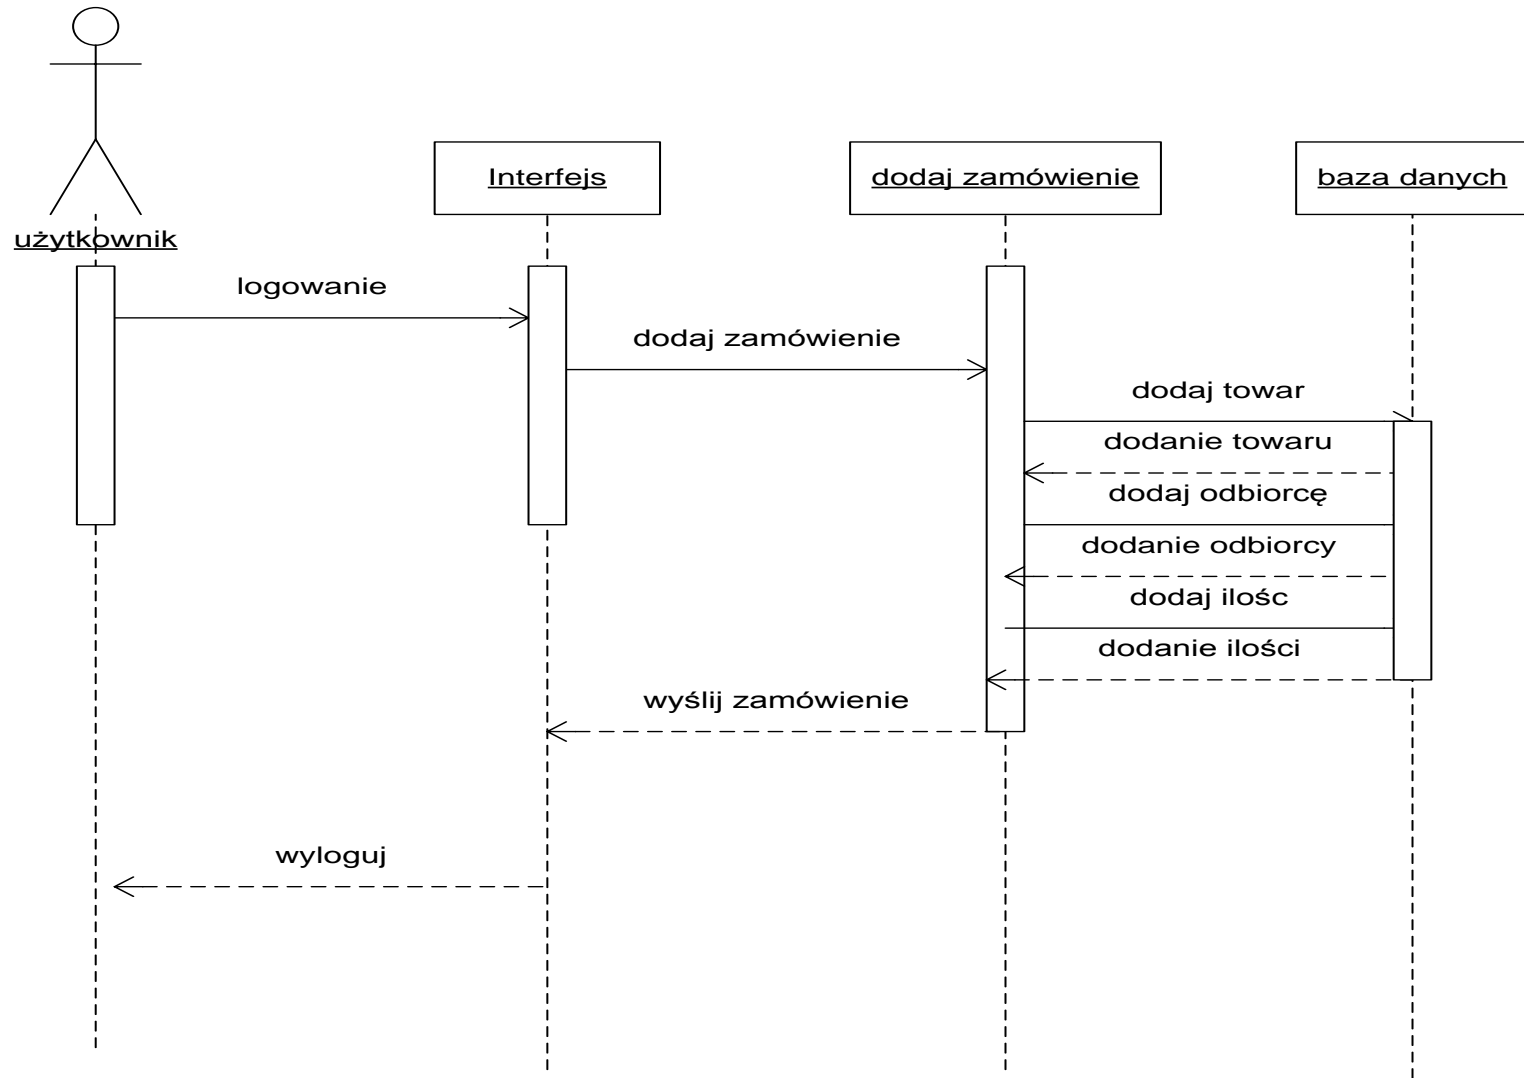 Interfejs
dodaj zamówienie
baza danych
użytkownik
logowanie
dodaj zamówienie
dodaj towar
dodanie towaru
dodaj odbiorcę
dodanie odbiorcy
dodaj ilośc
dodanie ilości
wyślij zamówienie
wyloguj